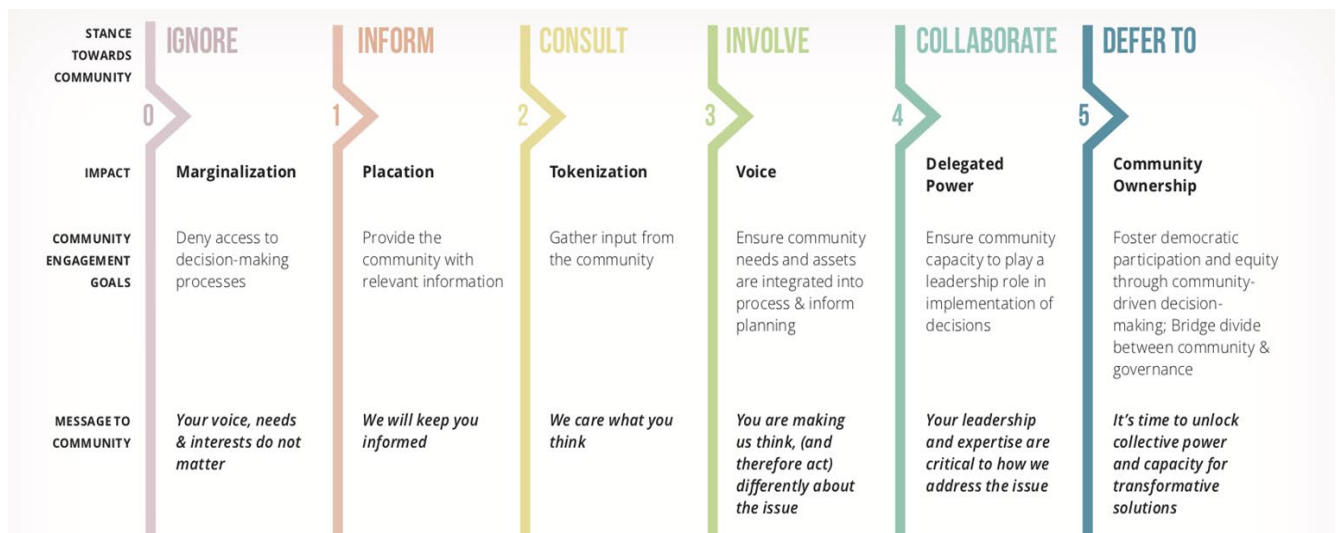 STANCE
TOWARDS
COMMUNITY
IGNORE
INFORM
CONSULT
INVOLVE
COLLABORATE
DEFER TO
0
1
2
3
4
5
IMPACT
Marginalization
Placation
Tokenization
Voice
Delegated
Power
Community
Ownership
COMMUNITY
ENGAGEMENT
GOALS
Deny access to
decision-making
processes
Provide the
community with
relevant information
Gather input from
the community
Ensure community
needs and assets
are integrated into
process & inform
planning
Ensure community
capacity to play a
leadership role in
implementation of
decisions
Foster democratic
participation and equity
through community-
driven decision-
making; Bridge divide
between community &
governance
MESSAGE TO
COMMUNITY
Your voice, needs
& interests do not
matter
We will keep you
informed
We care what you
think
You are making
us think, (and
therefore act)
differently about
the issue
Your leadership
and expertise are
critical to how we
address the issue
It’s time to unlock
collective power
and capacity for
transformative
solutions